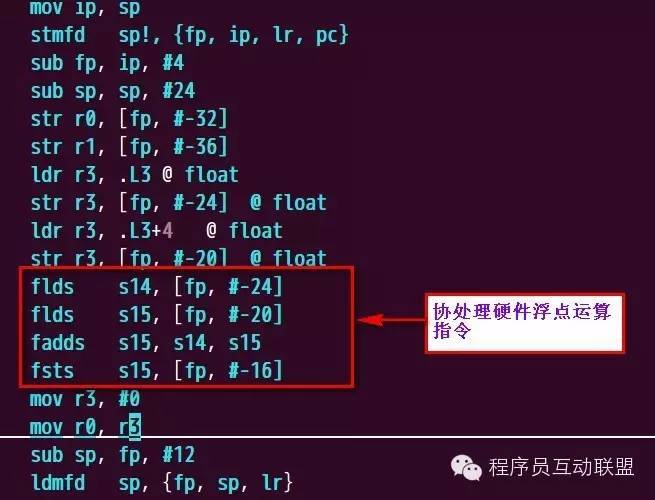 mov ip, sp
stmfd sp!, {fp, ip, lr, pc}
sub fp, ip, #4
sub sp, sp, #24
str r0, [fp, #-32]
str r1, [fp, #-36]
ldr r3, .L3 @ float
str r3, [fp, #-24] @ float
ldr r3, .L3+4 @ float
str r3, [fp, #-20] @ float
flds s14, [fp, #-24]
flds s15, [fp, #-20]
fadds s15, s14, s15
fsts s15, [fp, #-16]
协处理硬件浮点运算
指令
mov r3, #0
mov r0, r3
sub sp, fp, #12
ldmfd sp, {fp, sp, lr}
程序员互动联盟